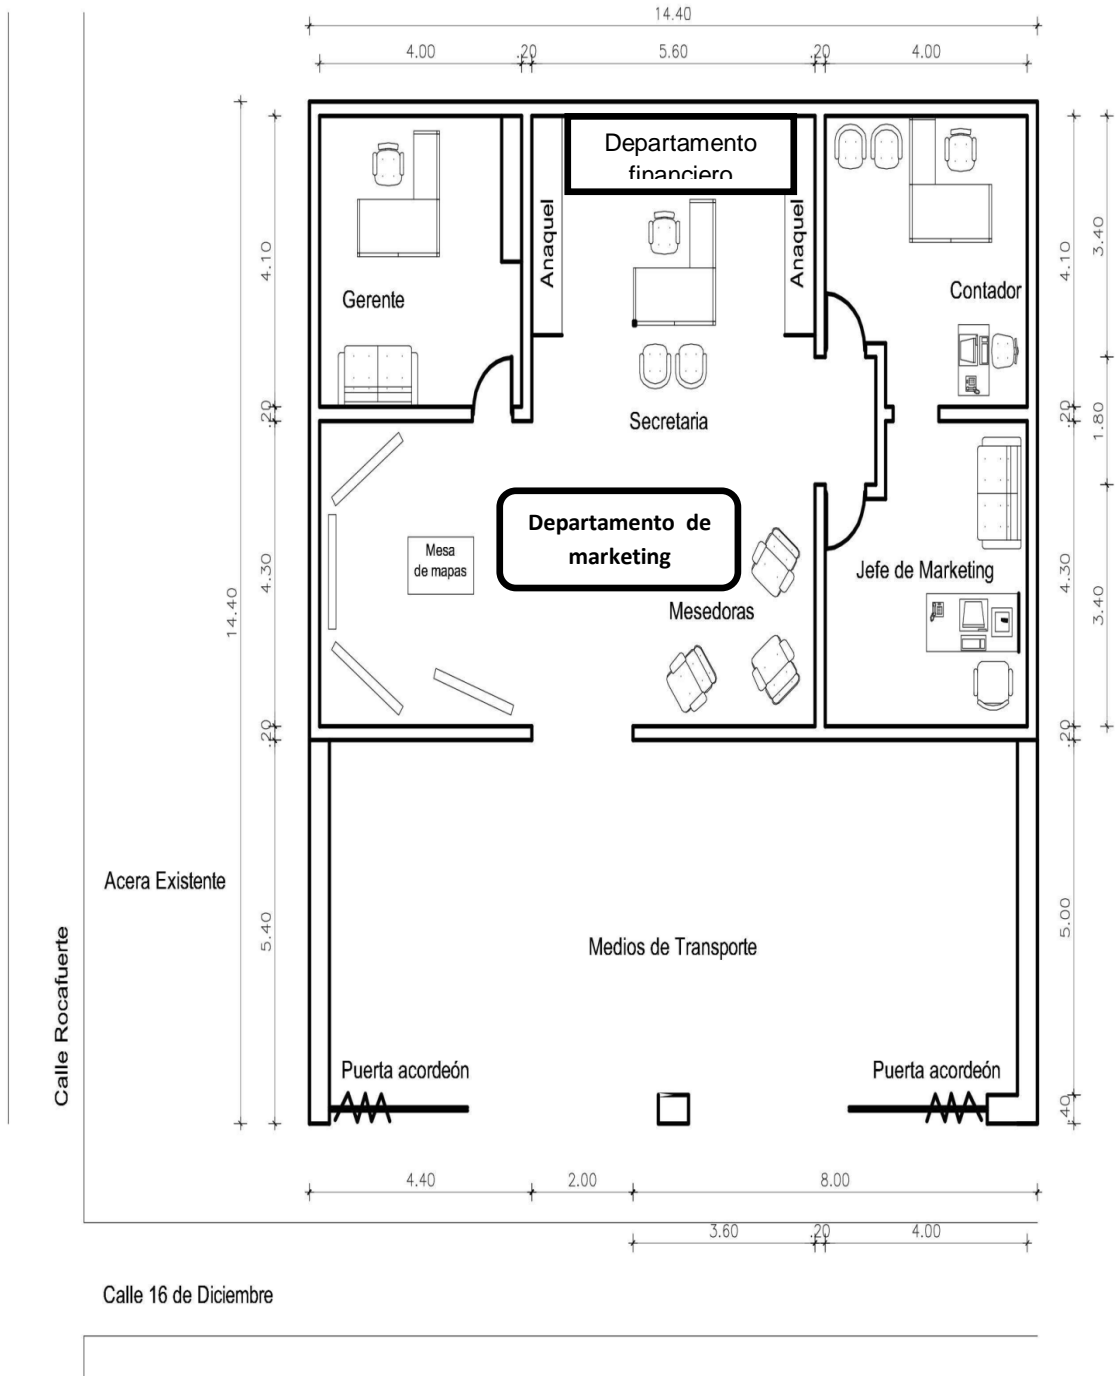 14.40
4.00
.20
5.60
.20
4.00
Departamento
financiero
Anaquel
Anaquel
Gerente
Contador
Secretaria
Departamento de
marketing
Mesa
de mapas
Mesedoras
Jefe de Marketing
4.10
.20
4.30
.20
5.40
14.40
4.10
.20
4.30
.20
5.00
.40
3.40
1.80
3.40
Acera Existente
Calle Rocafuerte
Medios de Transporte
Puerta acordeón
Puerta acordeón
4.40
2.00
8.00
3.60
.20
4.00
Calle 16 de Diciembre